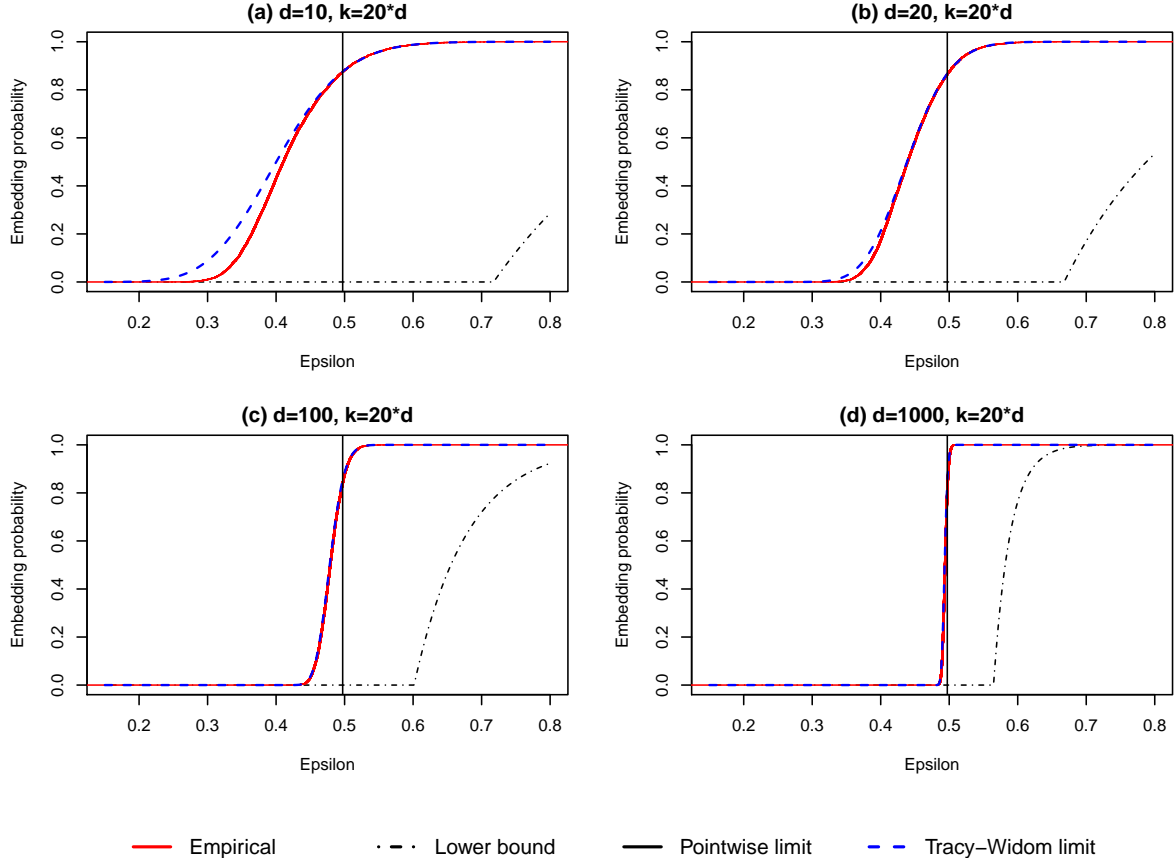 (a) d=10, k=20*d
Embedding probability
0.0 0.2 0.4 0.6 0.8 1.0
0.2 0.3 0.4 0.5 0.6 0.7 0.8
Epsilon
(b) d=20, k=20*d
Embedding probability
0.0 0.2 0.4 0.6 0.8 1.0
0.2 0.3 0.4 0.5 0.6 0.7 0.8
Epsilon
(c) d=100, k=20*d
Embedding probability
0.0 0.2 0.4 0.6 0.8 1.0
0.2 0.3 0.4 0.5 0.6 0.7 0.8
Epsilon
(d) d=1000, k=20*d
Embedding probability
0.0 0.2 0.4 0.6 0.8 1.0
0.2 0.3 0.4 0.5 0.6 0.7 0.8
Epsilon
Empirical Lower bound Pointwise limit Tracy−Widom limit